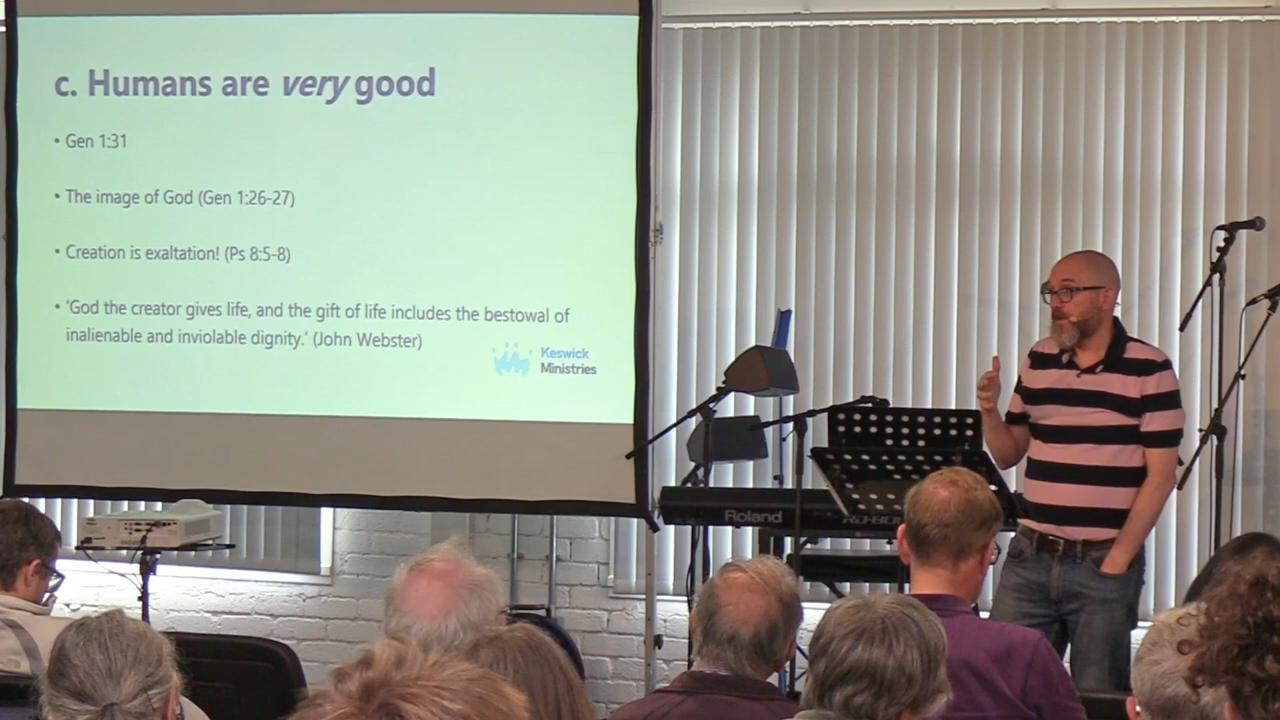 c. Humans are very good
• Gen 1:31
• The image of God (Gen 1:26-27)
• Creation is exaltation! (Ps 8:5-8)
• 'God the creator gives life, and the gift of life includes the bestowal of
inalienable and inviolable dignity.' (John Webster)
Keswick
Ministries
Roland